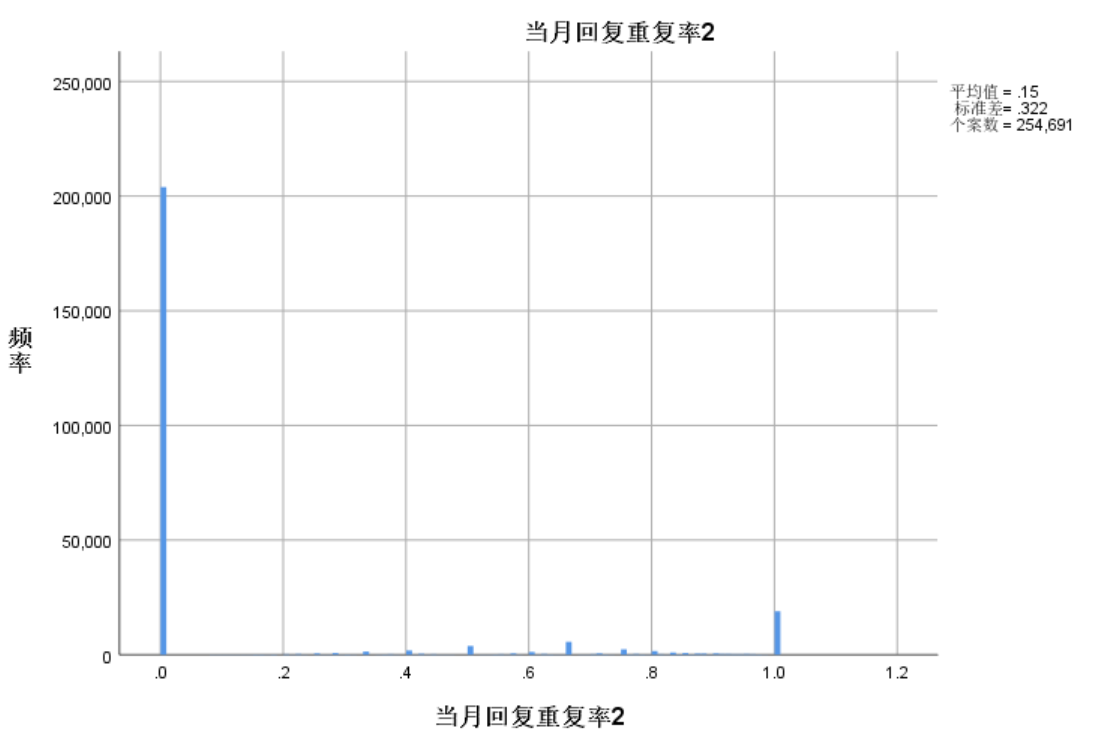 当月回复重复率2
250,000
200,000
150,000
100,000
50,000
0
频率
.0 .2 .4 .6 .8 1.0 1.2
当月回复重复率2
平均值 = .15
标准差= .322
个案数 = 254,691